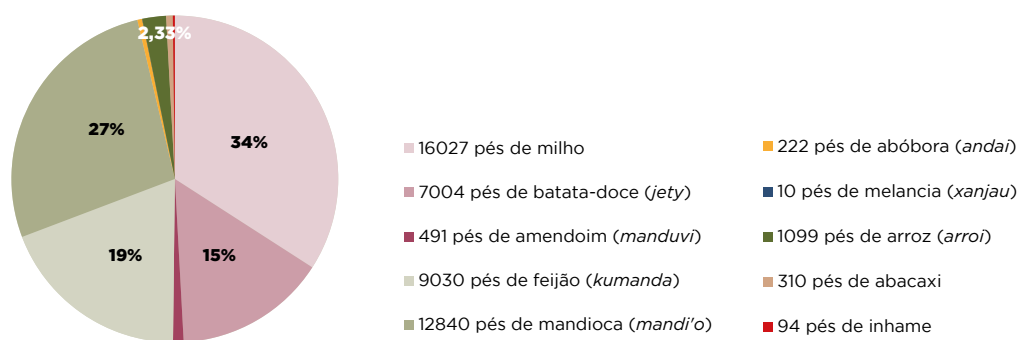 2,33%
27%
34%
19%
15%
16027 pés de milho
7004 pés de batata-doce (jety)
491 pés de amendoim (manduvi)
9030 pés de feijão (kumanda)
12840 pés de mandioca (mandi'o)
222 pés de abóbora (andai)
10 pés de melancia (xanjau)
1099 pés de arroz (arroi)
310 pés de abacaxi
94 pés de inhame